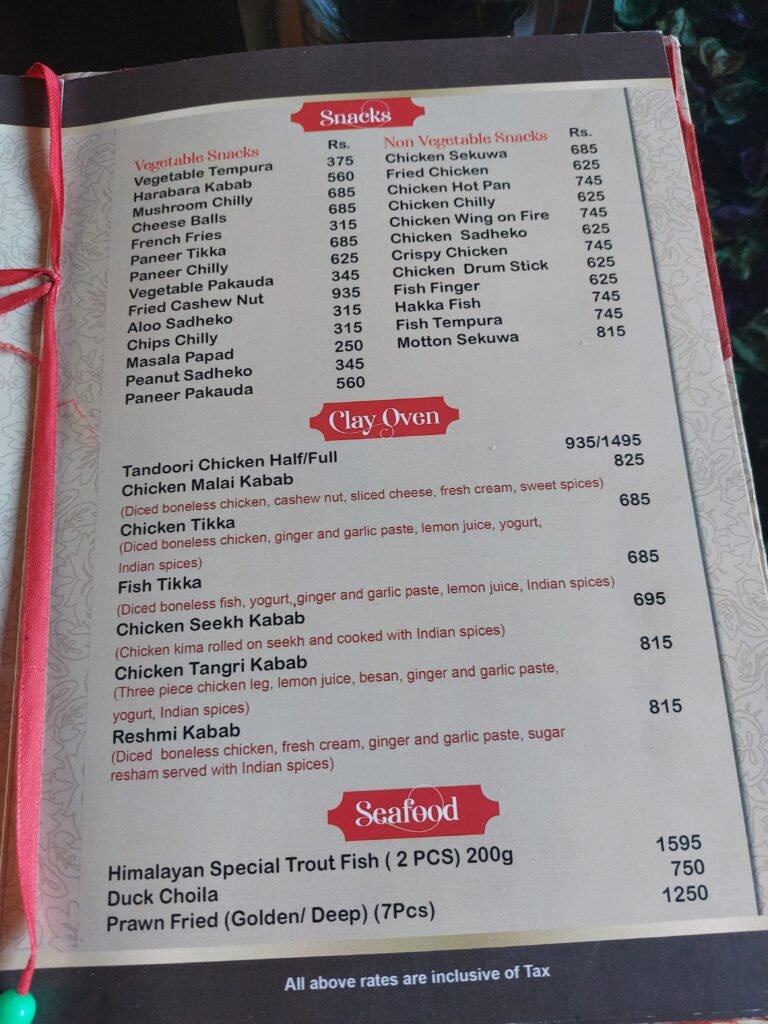 Snacks
Vegetable Snacks Rs.
Vegetable Tempura 375
Harabara Kabab 560
Mushroom Chilly 685
Cheese Balls 685
French Fries 315
Paneer Tikka 685
Paneer Chilly 625
Vegetable Pakauda 345
Fried Cashew Nut 935
Aloo Sadheko 315
Chips Chilly 315
Masala Papad 250
Peanut Sadheko 345
Paneer Pakauda 560
Non Vegetable Snacks Rs.
Chicken Sekuwa 685
Fried Chicken 625
Chicken Hot Pan 745
Chicken Chilly 625
Chicken Wing on Fire 745
Chicken Sadheko 625
Crispy Chicken 745
Chicken Drum Stick 625
Fish Finger 625
Hakka Fish 745
Fish Tempura 745
Motton Sekuwa 815
Clay Oven
Tandoori Chicken Half/Full 935/1495
Chicken Malai Kabab 825
(Diced boneless chicken, cashew nut, sliced cheese, fresh cream, sweet spices)
Chicken Tikka 685
(Diced boneless chicken, ginger and garlic paste, lemon juice, yogurt,
Indian spices)
Fish Tikka 685
(Diced boneless fish, yogurt, ginger and garlic paste, lemon juice, Indian spices)
Chicken Seekh Kabab 695
(Chicken kima rolled on seekh and cooked with Indian spices)
Chicken Tangri Kabab 815
(Three piece chicken leg, lemon juice, besan, ginger and garlic paste,
yogurt, Indian spices)
Reshmi Kabab 815
(Diced boneless chicken, fresh cream, ginger and garlic paste, sugar
resham served with Indian spices)
Seafood
Himalayan Special Trout Fish ( 2 PCS) 200g 1595
Duck Choila 750
Prawn Fried (Golden/ Deep) (7Pcs) 1250
All above rates are inclusive of Tax